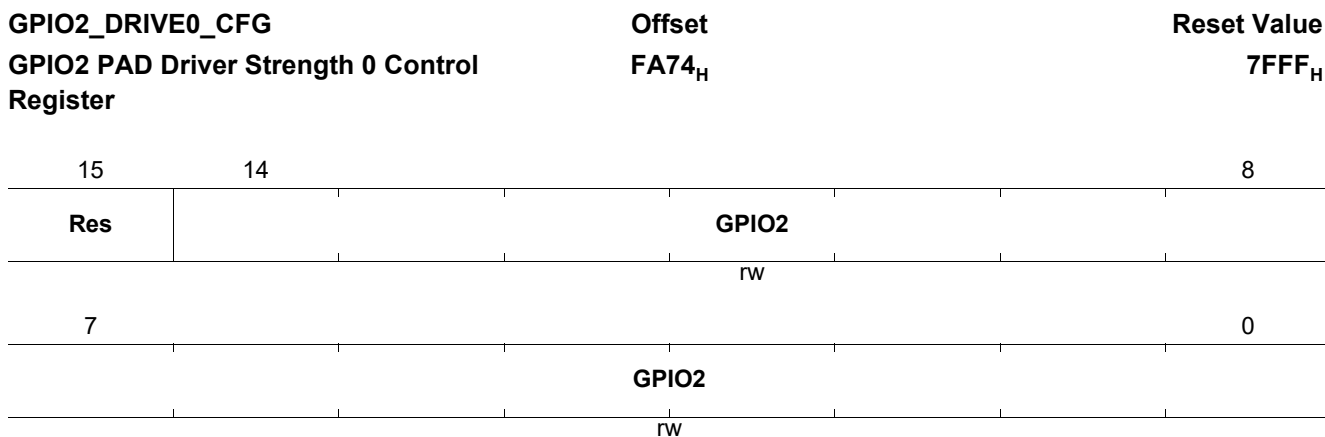 GPIO2_DRIVE0_CFG Offset Reset Value
GPIO2 PAD Driver Strength 0 Control FA74H 7FFFH
Register
15 14 8
Res GPIO2
rw
7 0
GPIO2
rw